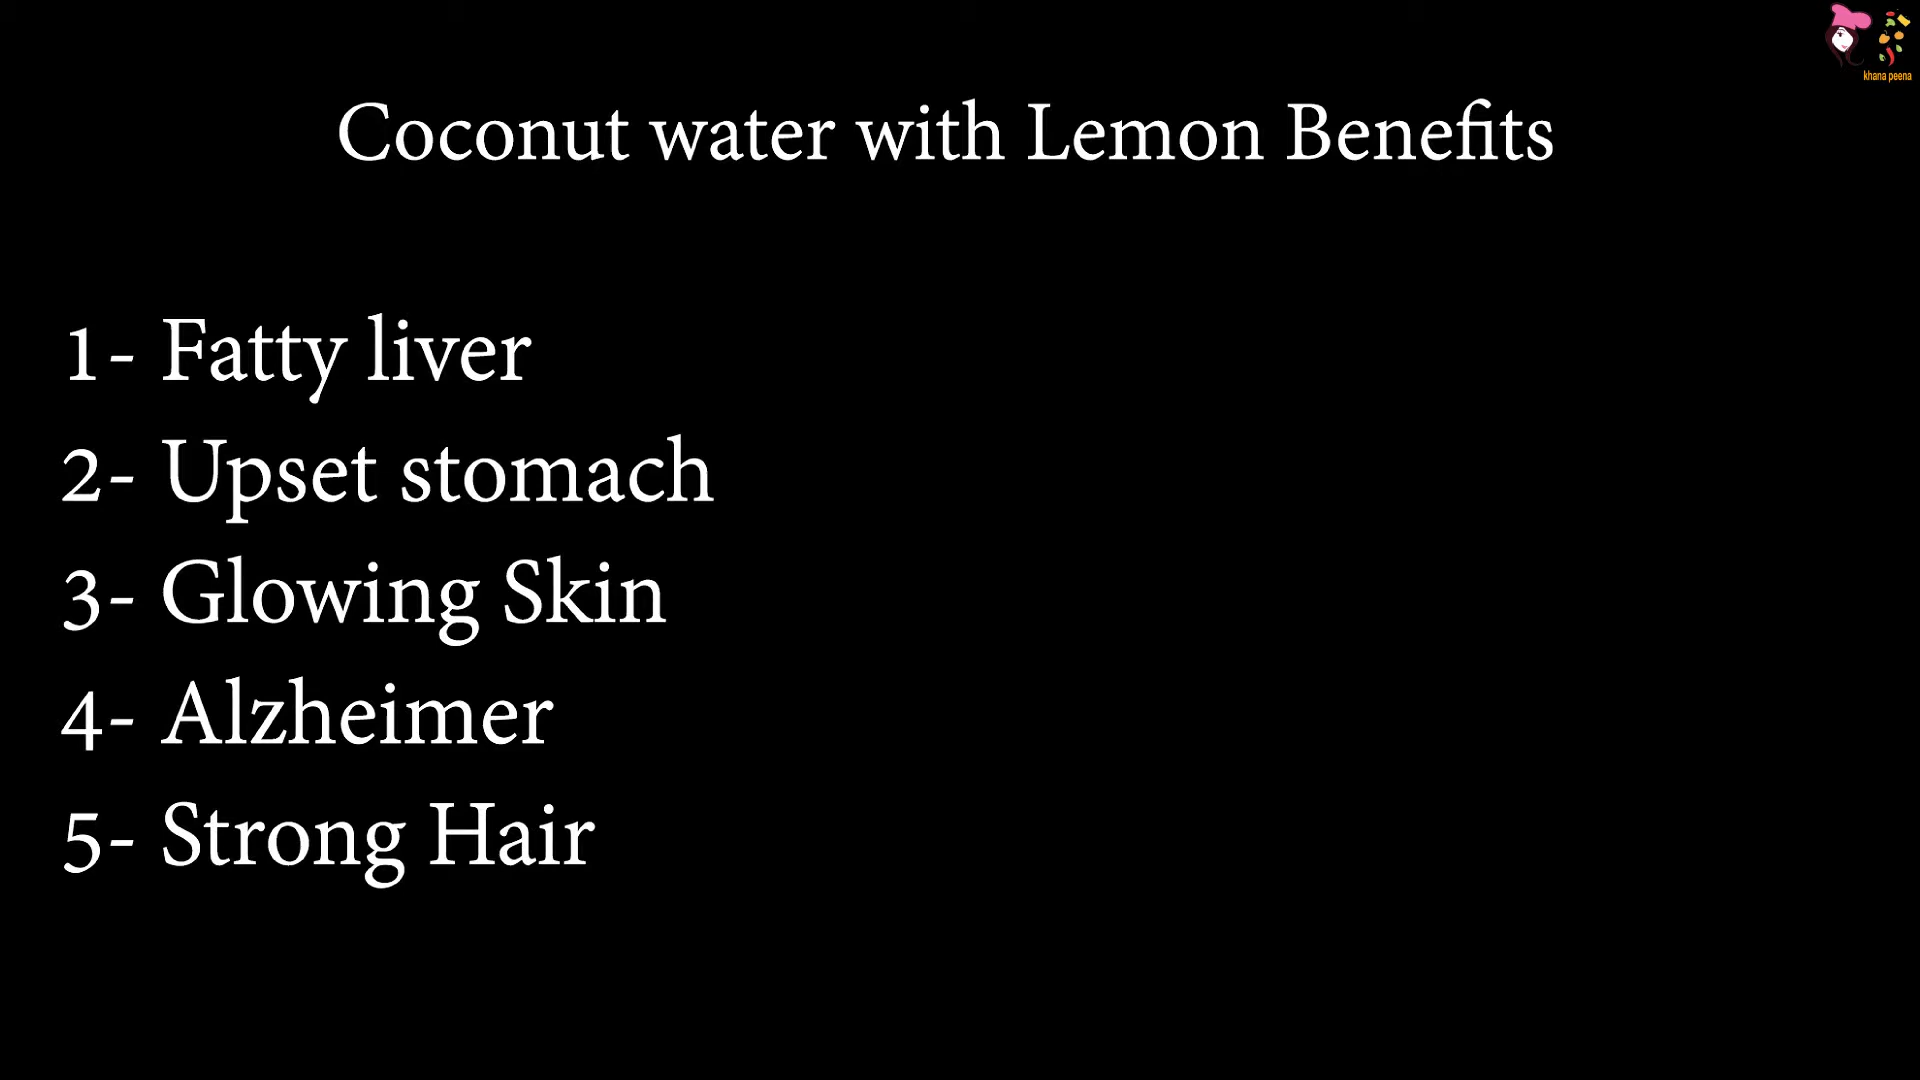 khana peena
Coconut water with Lemon Benefits
1- Fatty liver
2- Upset stomach
3- Glowing Skin
4- Alzheimer
5- Strong Hair